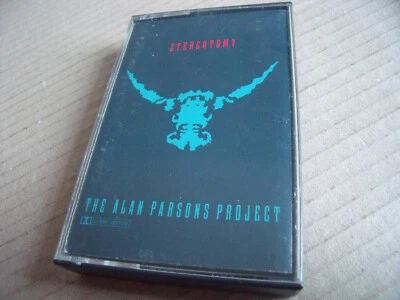 STEREOTOMY
THE ALAN PARSONS PROJECT